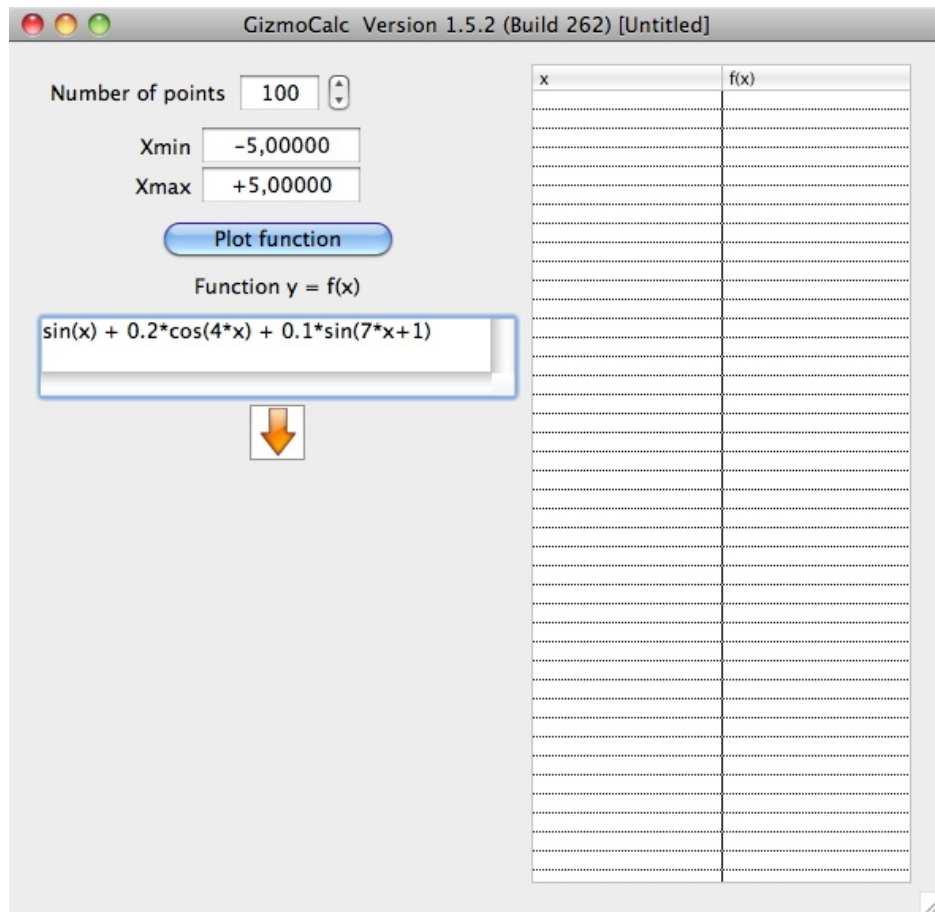 GizmoCalc Version 1.5.2 (Build 262) [Untitled]
Number of points 100
Xmin -5,00000
Xmax +5,00000
Plot function
Function y = f(x)
sin(x) + 0.2*cos(4*x) + 0.1*sin(7*x+1)
x f(x)